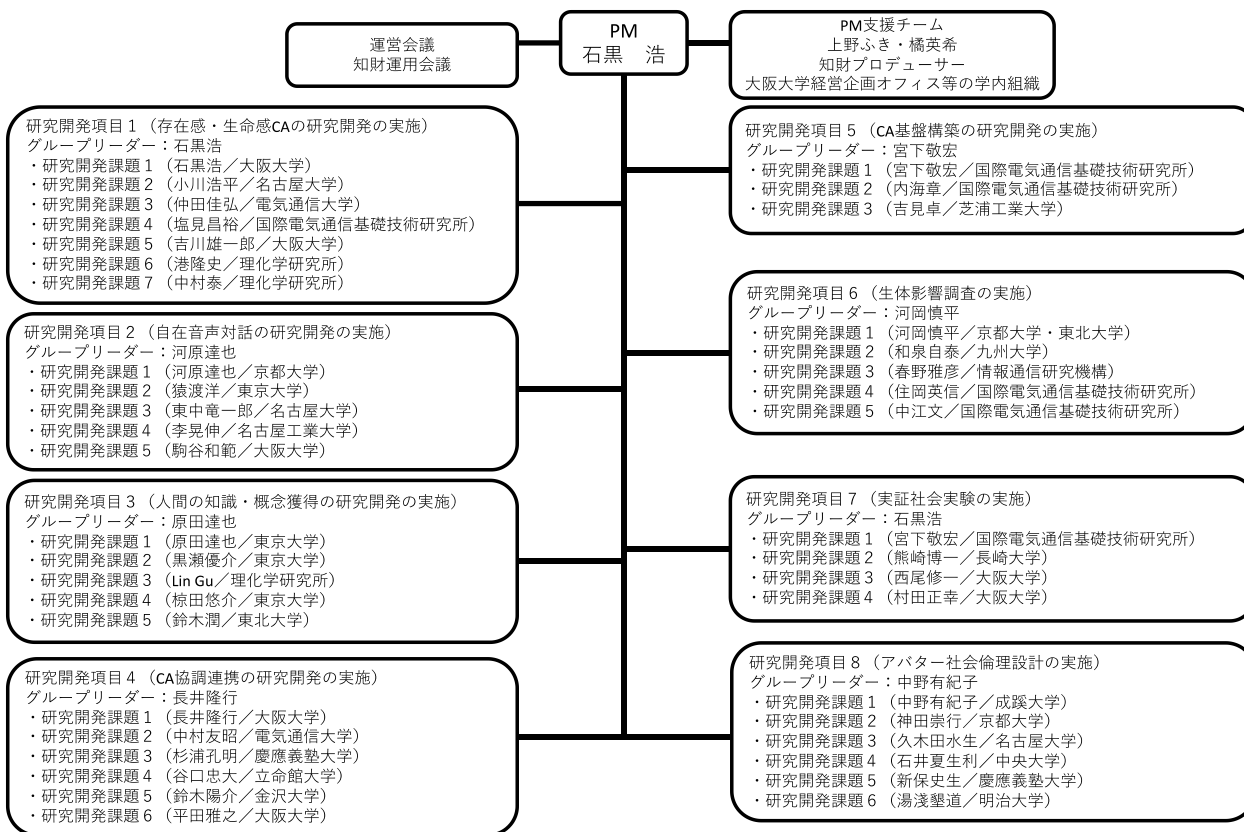 運営会議
知財運用会議
PM
石黒　浩
PM支援チーム
上野ふき・橘英希
知財プロデューサー
大阪大学経営企画オフィス等の学内組織
研究開発項目１（存在感・生命感CAの研究開発の実施）
グループリーダー：石黒浩
・研究開発課題１（石黒浩／大阪大学）
・研究開発課題２（小川浩平／名古屋大学）
・研究開発課題３（仲田佳弘／電気通信大学）
・研究開発課題４（塩見昌裕／国際電気通信基礎技術研究所）
・研究開発課題５（吉川雄一郎／大阪大学）
・研究開発課題６（港隆史／理化学研究所）
・研究開発課題７（中村泰／理化学研究所）
研究開発項目２（自在音声対話の研究開発の実施）
グループリーダー：河原達也
・研究開発課題１（河原達也／京都大学）
・研究開発課題２（猿渡洋／東京大学）
・研究開発課題３（東中竜一郎／名古屋大学）
・研究開発課題４（李晃伸／名古屋工業大学）
・研究開発課題５（駒谷和範／大阪大学）
研究開発項目３（人間の知識・概念獲得の研究開発の実施）
グループリーダー：原田達也
・研究開発課題１（原田達也／東京大学）
・研究開発課題２（黒瀬優介／東京大学）
・研究開発課題３（Lin Gu／理化学研究所）
・研究開発課題４（椋田悠介／東京大学）
・研究開発課題５（鈴木潤／東北大学）
研究開発項目４（CA協調連携の研究開発の実施）
グループリーダー：長井隆行
・研究開発課題１（長井隆行／大阪大学）
・研究開発課題２（中村友昭／電気通信大学）
・研究開発課題３（杉浦孔明／慶應義塾大学）
・研究開発課題４（谷口忠大／立命館大学）
・研究開発課題５（鈴木陽介／金沢大学）
・研究開発課題６（平田雅之／大阪大学）
研究開発項目５（CA基盤構築の研究開発の実施）
グループリーダー：宮下敬宏
・研究開発課題１（宮下敬宏／国際電気通信基礎技術研究所）
・研究開発課題２（内海章／国際電気通信基礎技術研究所）
・研究開発課題３（吉見卓／芝浦工業大学）
研究開発項目６（生体影響調査の実施）
グループリーダー：河岡慎平
・研究開発課題１（河岡慎平／京都大学・東北大学）
・研究開発課題２（和泉自泰／九州大学）
・研究開発課題３（春野雅彦／情報通信研究機構）
・研究開発課題４（住岡英信／国際電気通信基礎技術研究所）
・研究開発課題５（中江文／国際電気通信基礎技術研究所）
研究開発項目７（実証社会実験の実施）
グループリーダー：石黒浩
・研究開発課題１（宮下敬宏／国際電気通信基礎技術研究所）
・研究開発課題２（熊崎博一／長崎大学）
・研究開発課題３（西尾修一／大阪大学）
・研究開発課題４（村田正幸／大阪大学）
研究開発項目８（アバター社会倫理設計の実施）
グループリーダー：中野有紀子
・研究開発課題１（中野有紀子／成蹊大学）
・研究開発課題２（神田崇行／京都大学）
・研究開発課題３（久木田水生／名古屋大学）
・研究開発課題４（石井夏生利／中央大学）
・研究開発課題５（新保史生／慶應義塾大学）
・研究開発課題６（湯淺墾道／明治大学）